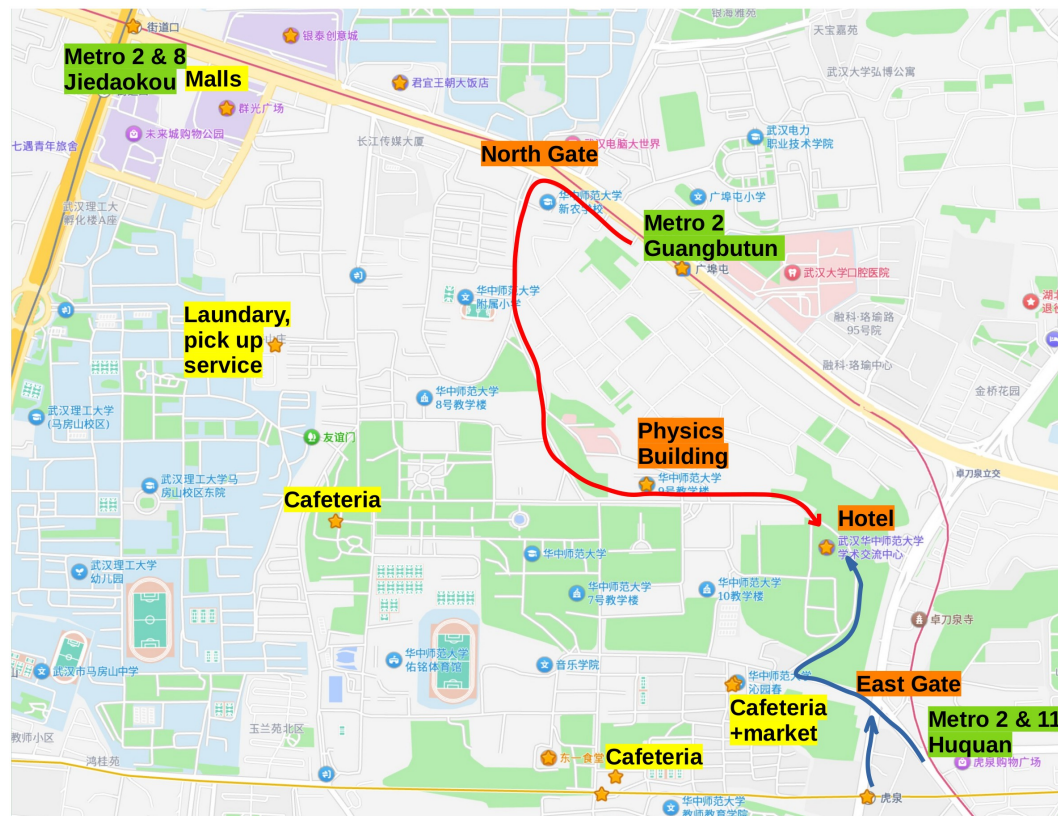 银海雅苑
街道口
天宝嘉苑
银泰创意城
Metro 2 & 8
Jiedaokou
Malls
君宜王朝大饭店
武汉大学弘博公寓
群光广场
未来城购物公园
长江传媒大厦
汉电脑大世界
武汉电力
职业技术学院
七遇青年旅舍
North Gate
武汉理工大
孵化楼A座
华中师范大学
新农学校
广埠屯小学
Metro 2
Guangbutun
广埠屯
武汉大学口腔医院
华中师范大学
附属小学
湖北
退役
融科·珞瑜路
95号院
Laundary,
pick up
service
融科·珞瑜中心
金桥花园
华中师范大学
8号教学楼
武汉理工大学
(马房山校区)
友谊门
Physics
Building
华中师范大学
9号教学楼
卓刀泉立交
武汉理工大学马
房山校区东院
Cafeteria
Hotel
武汉华中师范大学
学术交流中心
华中师范大学
武汉理工大学
幼儿园
华中师范大学
7号教学楼
华中师范大学
10教学楼
卓刀泉寺
华中师范大学
佑铭体育馆
音乐学院
武汉市马房山中学
华中师范大学
沁园春
East Gate
Cafeteria
+market
Metro 2 & 11
Huquan
玉兰苑北区
教师小区
鸿桂苑
东一食堂
Cafeteria
虎泉购物广场
虎泉
华中师范大学
教师教育学院